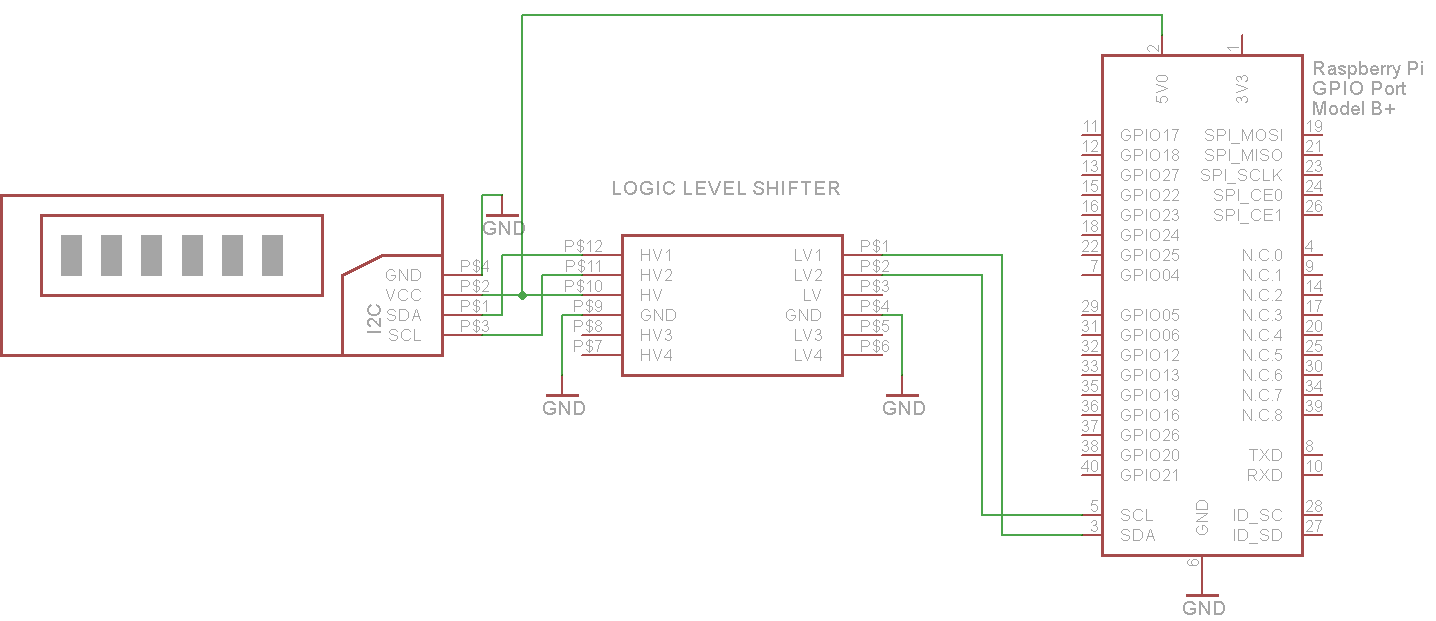 2
1
Raspberry Pi
GPIO Port
Model B+
5V0
3V3
11
GPIO17
SPI_MOSI
19
12
GPIO18
SPI_MISO
21
13
GPIO27
SPI_SCLK
23
15
GPIO22
SPI_CE0
24
16
GPIO23
SPI_CE1
26
18
GPIO24
22
GPIO25
N.C.0
4
7
GPIO04
N.C.1
9
N.C.2
14
29
GPIO05
N.C.3
17
31
GPIO06
N.C.4
20
32
GPIO12
N.C.5
25
33
GPIO13
N.C.6
30
35
GPIO19
N.C.7
34
36
GPIO16
N.C.8
39
37
GPIO26
38
GPIO20
TXD
8
40
GPIO21
RXD
10
5
SCL
GND
ID_SC
28
3
SDA
ID_SD
27
6
GND
LOGIC LEVEL SHIFTER
P$12
HV1
LV1
P$1
P$11
HV2
LV2
P$2
P$10
HV
LV
P$3
P$9
GND
GND
P$4
P$8
HV3
LV3
P$5
P$7
HV4
LV4
P$6
GND
GND
GND
I2C
GND
P$4
VCC
P$2
SDA
P$1
SCL
P$3